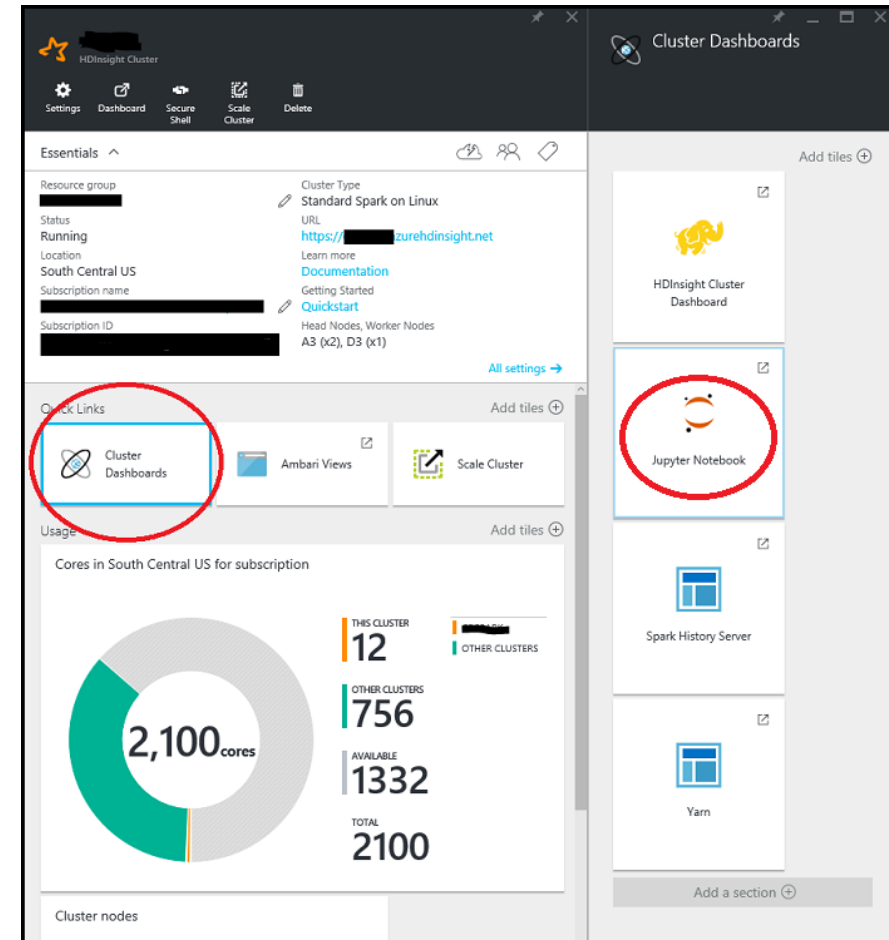 HDInsight Cluster
Settings
Dashboard
Secure
Shell
Scale
Cluster
Delete
Essentials
Resource group
Status
Running
Location
South Central US
Subscription name
Subscription ID
Cluster Type
Standard Spark on Linux
URL
https:// zurehdinsight.net
Learn more
Documentation
Getting Started
Quickstart
Head Nodes, Worker Nodes
A3 (x2), D3 (x1)
All settings →
Quick Links
Add tiles
Cluster
Dashboards
Ambari Views
Scale Cluster
Usage
Add tiles
Cores in South Central US for subscription
2,100 cores
THIS CLUSTER
12
OTHER CLUSTERS
756
AVAILABLE
1332
TOTAL
2100
OTHER CLUSTERS
Cluster nodes
Cluster Dashboards
Add tiles
HDInsight Cluster
Dashboard
Jupyter Notebook
Spark History Server
Yarn
Add a section